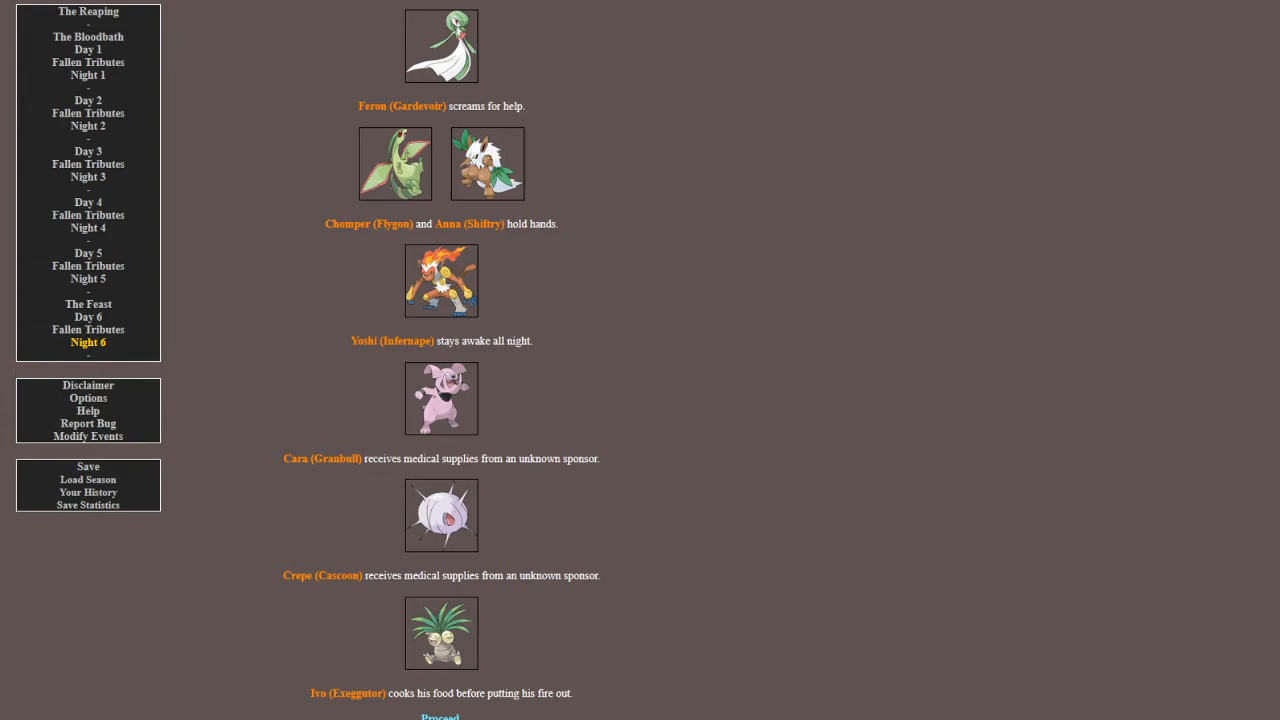 The Reaping
-
The Bloodbath
Day 1
Fallen Tributes
Night 1
-
Day 2
Fallen Tributes
Night 2
-
Day 3
Fallen Tributes
Night 3
-
Day 4
Fallen Tributes
Night 4
-
Day 5
Fallen Tributes
Night 5
-
The Feast
Day 6
Fallen Tributes
Night 6
-
Disclaimer
Options
Help
Report Bug
Modify Events
Save
Load Season
Your History
Save Statistics
Feron (Gardevoir) screams for help.
Chomper (Flygon) and Anna (Shiftry) hold hands.
Yoshi (Infernape) stays awake all night.
Cara (Granbull) receives medical supplies from an unknown sponsor.
Crepe (Cascoon) receives medical supplies from an unknown sponsor.
Ivo (Exeggutor) cooks his food before putting his fire out.
Proceed